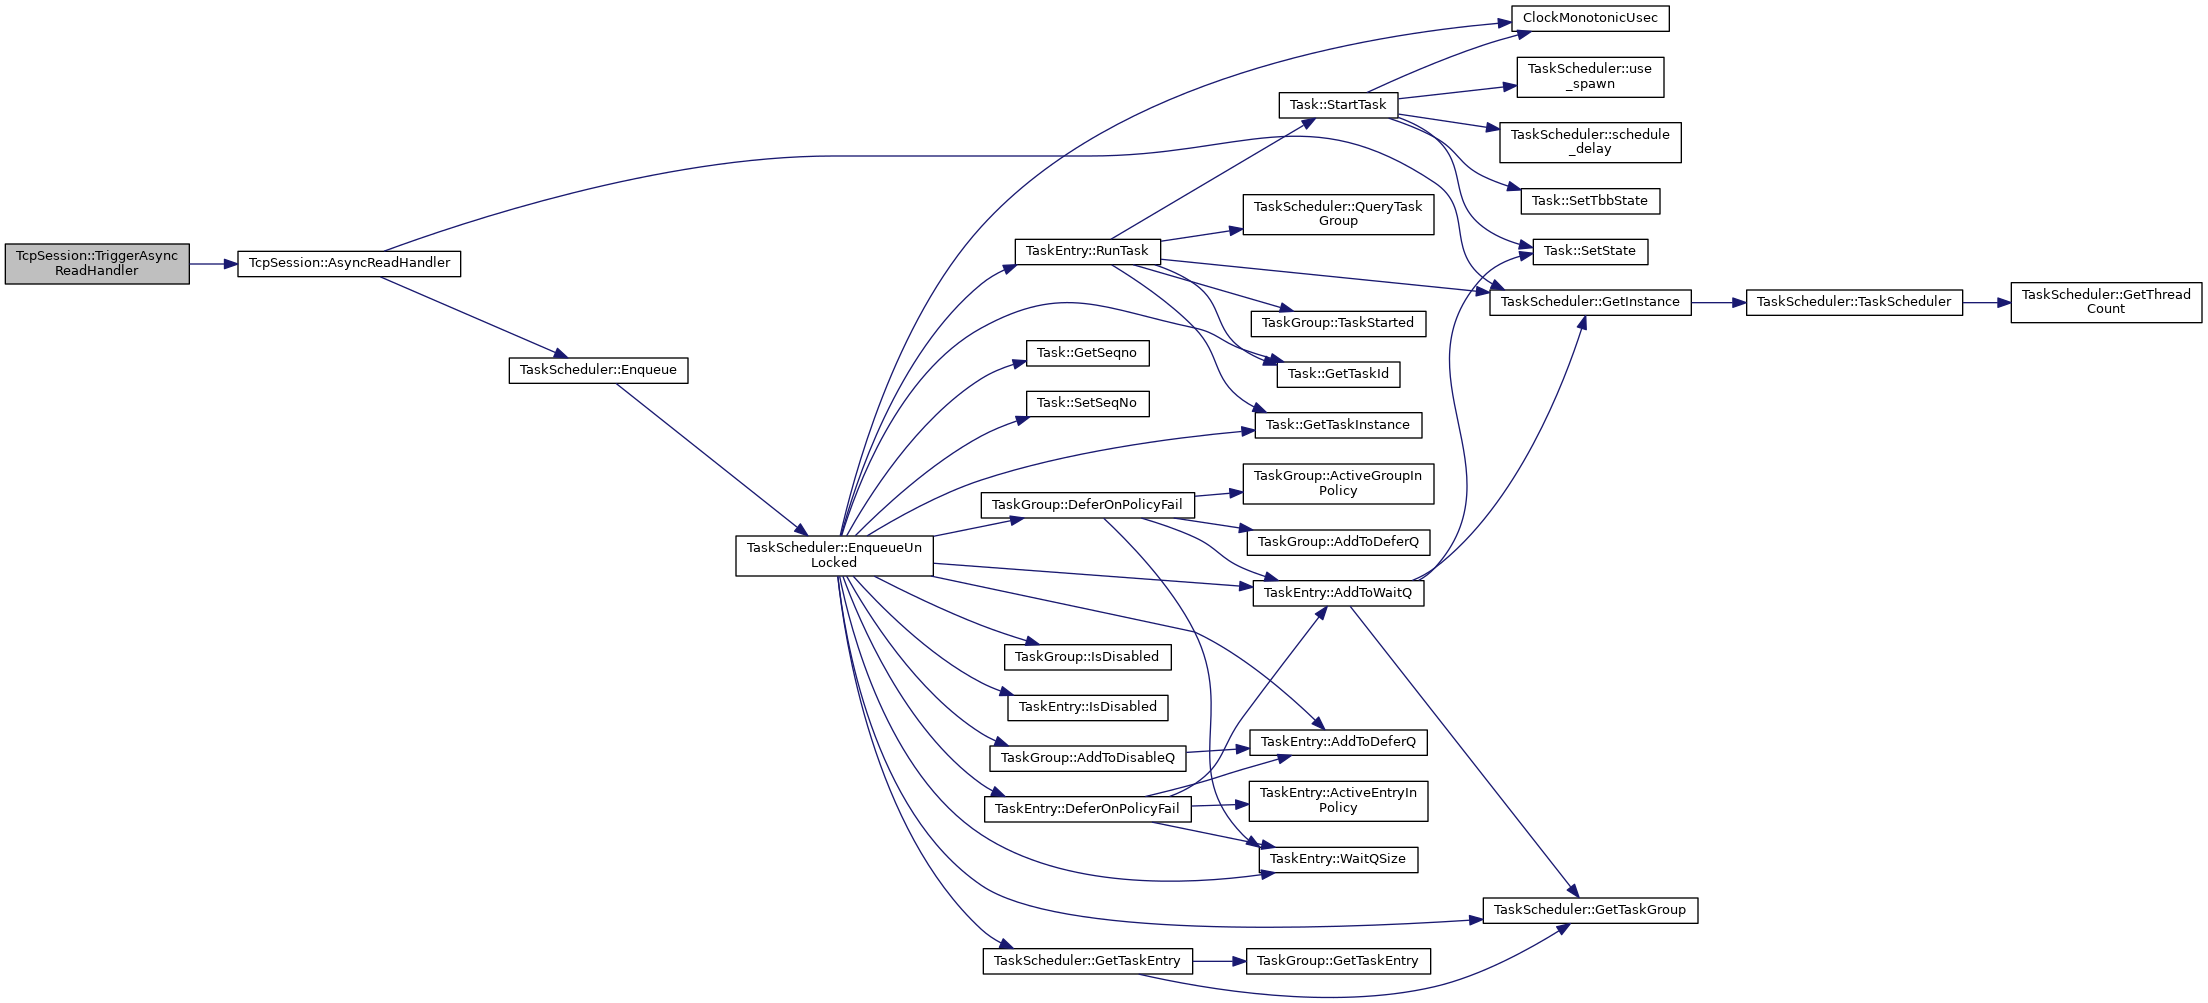 TcpSession::TriggerAsync
ReadHandler
TcpSession::AsyncReadHandler
TaskScheduler::Enqueue
TaskScheduler::EnqueueUn
Locked
TaskEntry::RunTask
Task::GetSeqno
Task::SetSeqNo
TaskGroup::DeferOnPolicyFail
TaskGroup::IsDisabled
TaskEntry::IsDisabled
TaskGroup::AddToDisableQ
TaskEntry::DeferOnPolicyFail
TaskScheduler::GetTaskEntry
Task::StartTask
TaskScheduler::QueryTask
Group
TaskGroup::TaskStarted
Task::GetTaskId
Task::GetTaskInstance
TaskGroup::ActiveGroupIn
Policy
TaskGroup::AddToDeferQ
TaskEntry::AddToWaitQ
TaskEntry::AddToDeferQ
TaskEntry::ActiveEntryIn
Policy
TaskEntry::WaitQSize
TaskGroup::GetTaskEntry
ClockMonotonicUsec
TaskScheduler::use
_spawn
TaskScheduler::schedule
_delay
Task::SetTbbState
Task::SetState
TaskScheduler::GetInstance
TaskScheduler::GetTaskGroup
TaskScheduler::TaskScheduler
TaskScheduler::GetThread
Count